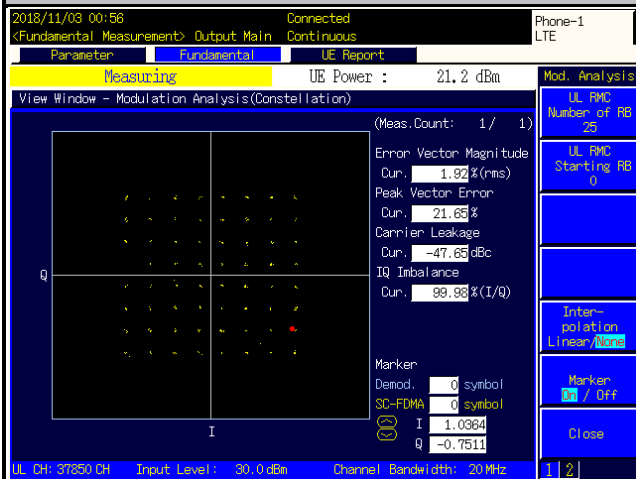 2018/11/03 00:56 Connected Phone-1
<Fundamental Measurement> Output Main Continuous LTE
Parameter Fundamental UE Report
Measuring UE Power : 21.2 dBm Mod. Analysis
View Window - Modulation Analysis(Constellation)
UL RMC
Number of RB
25
(Meas.Count: 1/ 1)
Error Vector Magnitude
Cur. 1.92 %(rms)
UL RMC
Starting RB
0
Peak Vector Error
Cur. 21.65 %
Carrier Leakage
Cur. -47.65 dBc
IQ Imbalance
Cur. 99.98 %(I/Q)
Q
I
Inter-
polation
Linear/None
Marker
Demod. 0 symbol
SC-FDMA 0 symbol
I 1.0364
Q -0.7511
Marker
On / Off
Close
UL CH: 37850 CH Input Level: 30.0 dBm Channel Bandwidth: 20 MHz 1 2